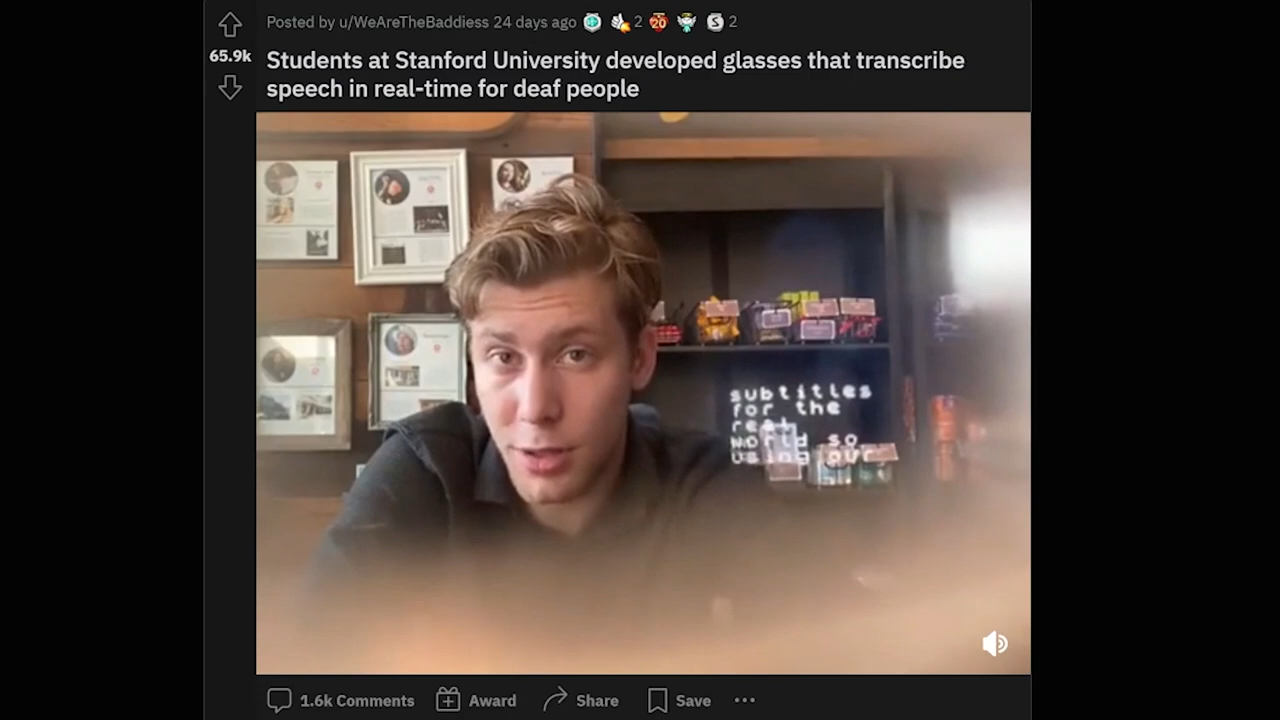 Posted by u/WeAreTheBaddiess 24 days ago 2 20 2
65.9k
Students at Stanford University developed glasses that transcribe
speech in real-time for deaf people
subtitles
for the
real
world so
using our
1.6k Comments Award Share Save